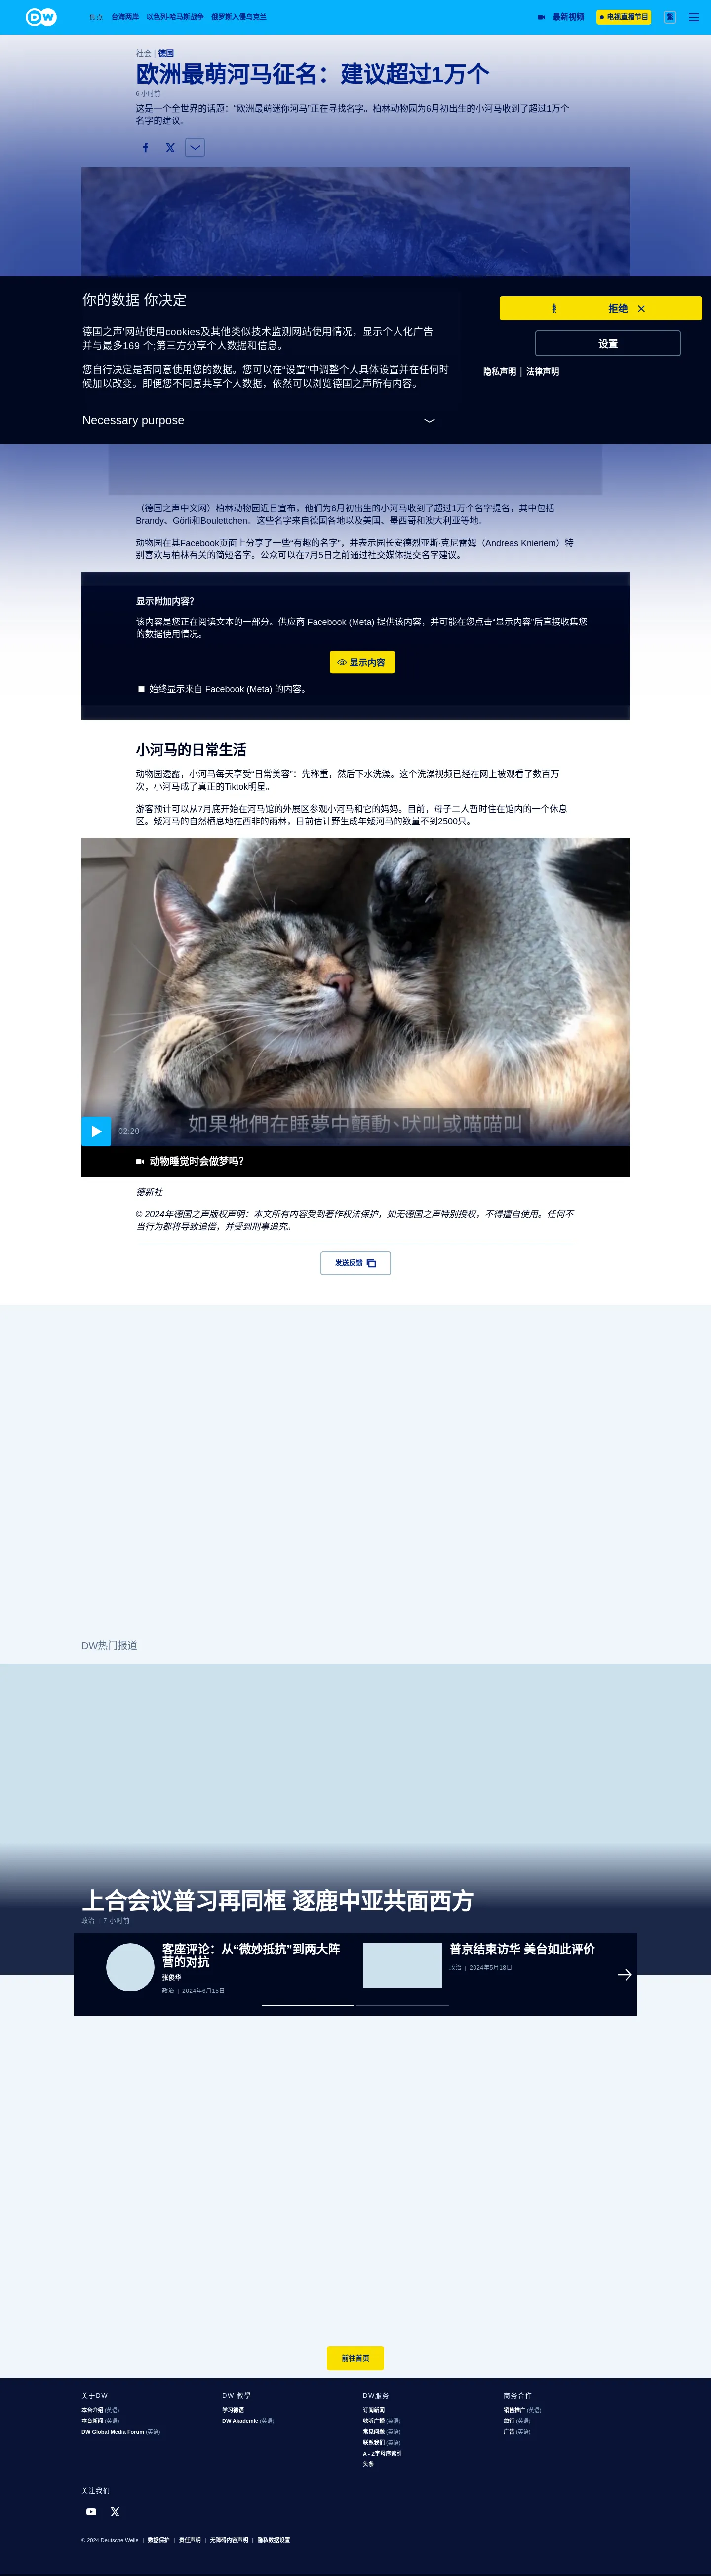 DW
焦点 台海两岸 以色列-哈马斯战争 俄罗斯入侵乌克兰 最新视频 电视直播节目 繁
社会 | 德国
欧洲最萌河马征名：建议超过1万个
6 小时前
这是一个全世界的话题：“欧洲最萌迷你河马”正在寻找名字。柏林动物园为6月初出生的小河马收到了超过1万个
名字的建议。
你的数据 你决定
德国之声'网站使用cookies及其他类似技术监测网站使用情况，显示个人化广告
并与最多169 个;第三方分享个人数据和信息。
您自行决定是否同意使用您的数据。您可以在“设置”中调整个人具体设置并在任何时
候加以改变。即便您不同意共享个人数据，依然可以浏览德国之声所有内容。
Necessary purpose
拒绝
设置
隐私声明 | 法律声明
（德国之声中文网）柏林动物园近日宣布，他们为6月初出生的小河马收到了超过1万个名字提名，其中包括
Brandy、Görli和Boulettchen。这些名字来自德国各地以及美国、墨西哥和澳大利亚等地。
动物园在其Facebook页面上分享了一些“有趣的名字”，并表示园长安德烈亚斯·克尼雷姆（Andreas Knieriem）特
别喜欢与柏林有关的简短名字。公众可以在7月5日之前通过社交媒体提交名字建议。
显示附加内容？
该内容是您正在阅读文本的一部分。供应商 Facebook (Meta) 提供该内容，并可能在您点击“显示内容”后直接收集您
的数据使用情况。
显示内容
始终显示来自 Facebook (Meta) 的内容。
小河马的日常生活
动物园透露，小河马每天享受“日常美容”：先称重，然后下水洗澡。这个洗澡视频已经在网上被观看了数百万
次，小河马成了真正的Tiktok明星。
游客预计可以从7月底开始在河马馆的外展区参观小河马和它的妈妈。目前，母子二人暂时住在馆内的一个休息
区。矮河马的自然栖息地在西非的雨林，目前估计野生成年矮河马的数量不到2500只。
如果牠們在睡夢中顫動、吠叫或喵喵叫
02:20
动物睡觉时会做梦吗？
德新社
© 2024年德国之声版权声明：本文所有内容受到著作权法保护，如无德国之声特别授权，不得擅自使用。任何不
当行为都将导致追偿，并受到刑事追究。
发送反馈
DW热门报道
上合会议普习再同框 逐鹿中亚共面西方
政治 | 7 小时前
客座评论：从“微妙抵抗”到两大阵
营的对抗
张俊华
政治 | 2024年6月15日
普京结束访华 美台如此评价
政治 | 2024年5月18日
前往首页
关于DW
本台介绍 (英语)
本台新闻 (英语)
DW Global Media Forum (英语)
DW 教學
学习德语
DW Akademie (英语)
DW服务
订阅新闻
收听广播 (英语)
常见问题 (英语)
联系我们 (英语)
A - Z字母序索引
头条
商务合作
销售推广 (英语)
旅行 (英语)
广告 (英语)
关注我们
© 2024 Deutsche Welle | 数据保护 | 责任声明 | 无障碍内容声明 | 隐私数据设置